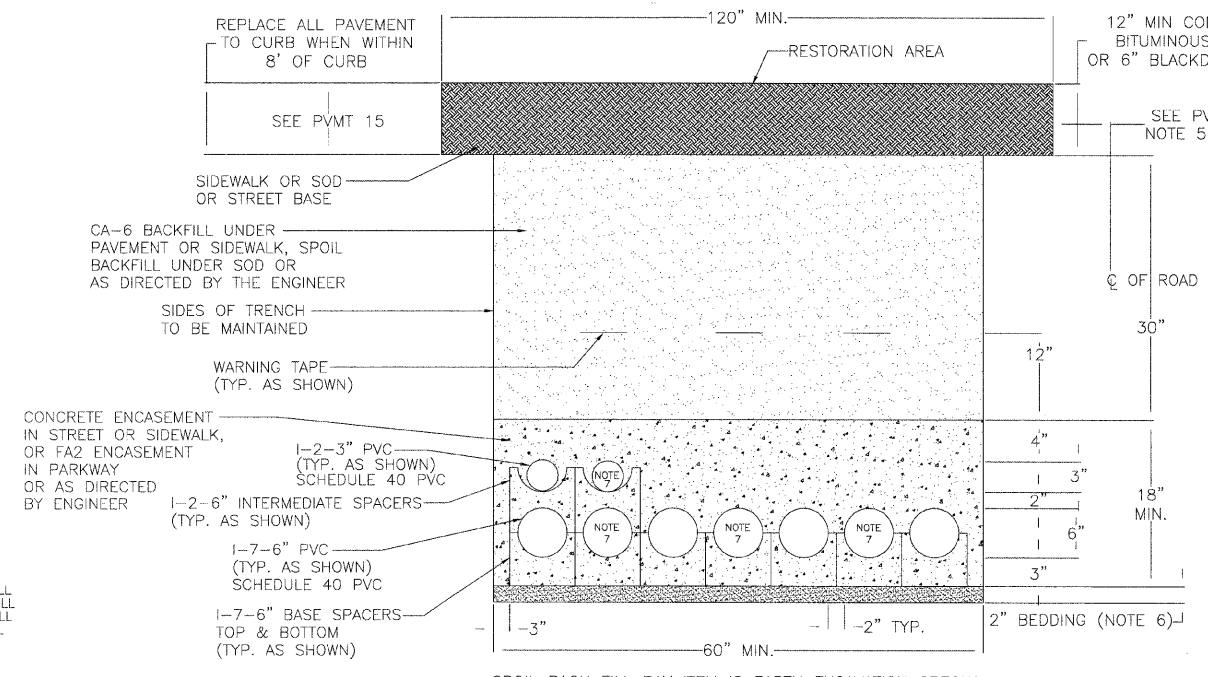 REPLACE ALL PAVEMENT
TO CURB WHEN WITHIN
8' OF CURB
120" MIN.
RESTORATION AREA
12" MIN
BITUMINOUS
OR 6"
SEE PVMT 15
SEE
NOTE 5
SIDEWALK OR SOD
OR STREET BASE
CA-6 BACKFILL UNDER
PAVEMENT OR SIDEWALK, SPOIL
BACKFILL UNDER SOD OR
AS DIRECTED BY THE ENGINEER
℄ OF ROAD
SIDES OF TRENCH
TO BE MAINTAINED
30"
12"
WARNING TAPE
(TYP. AS SHOWN)
CONCRETE ENCASEMENT
IN STREET OR SIDEWALK,
OR FA2 ENCASEMENT
IN PARKWAY
OR AS DIRECTED
BY ENGINEER
1-2-3" PVC
(TYP. AS SHOWN)
SCHEDULE 40 PVC
1-2-6" INTERMEDIATE SPACERS
(TYP. AS SHOWN)
NOTE
7
NOTE
7
NOTE
7
NOTE
7
4"
3"
2"
6"
3"
18"
MIN.
1-7-6" PVC
(TYP. AS SHOWN)
SCHEDULE 40 PVC
1-7-6" BASE SPACERS
TOP & BOTTOM
(TYP. AS SHOWN)
3"
2" TYP.
2" BEDDING (NOTE 6)
60" MIN.